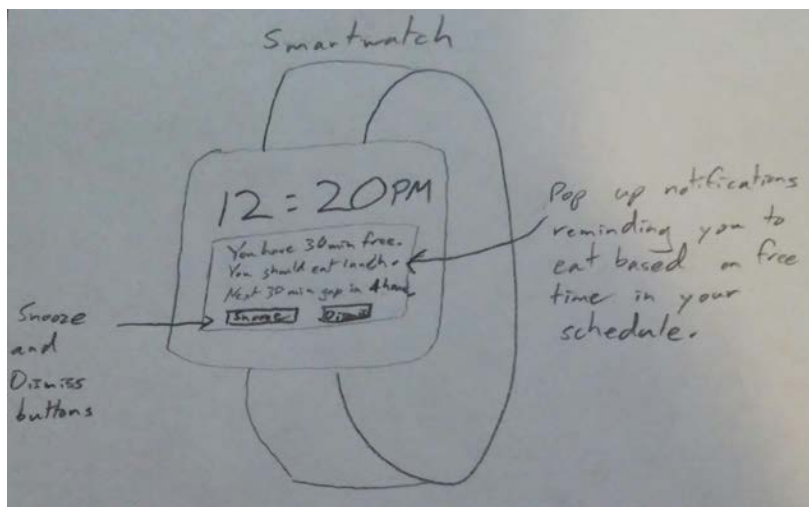 Smartwatch
12:20PM
You have 30min free.
You should eat lunch.
Next 30 min gap in 4 hours
Snooze Dismiss
Pop up notifications
reminding you to
eat based on free
time in your
schedule.
Snooze
and
Dismiss
buttons